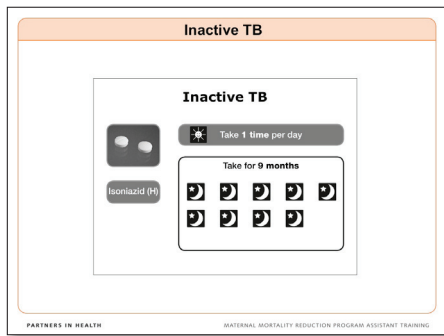 Inactive TB
Inactive TB
Take 1 time per day
Take for 9 months
Isoniazid (H)
PARTNERS IN HEALTH
MATERNAL MORTALITY REDUCTION PROGRAM ASSISTANT TRAINING